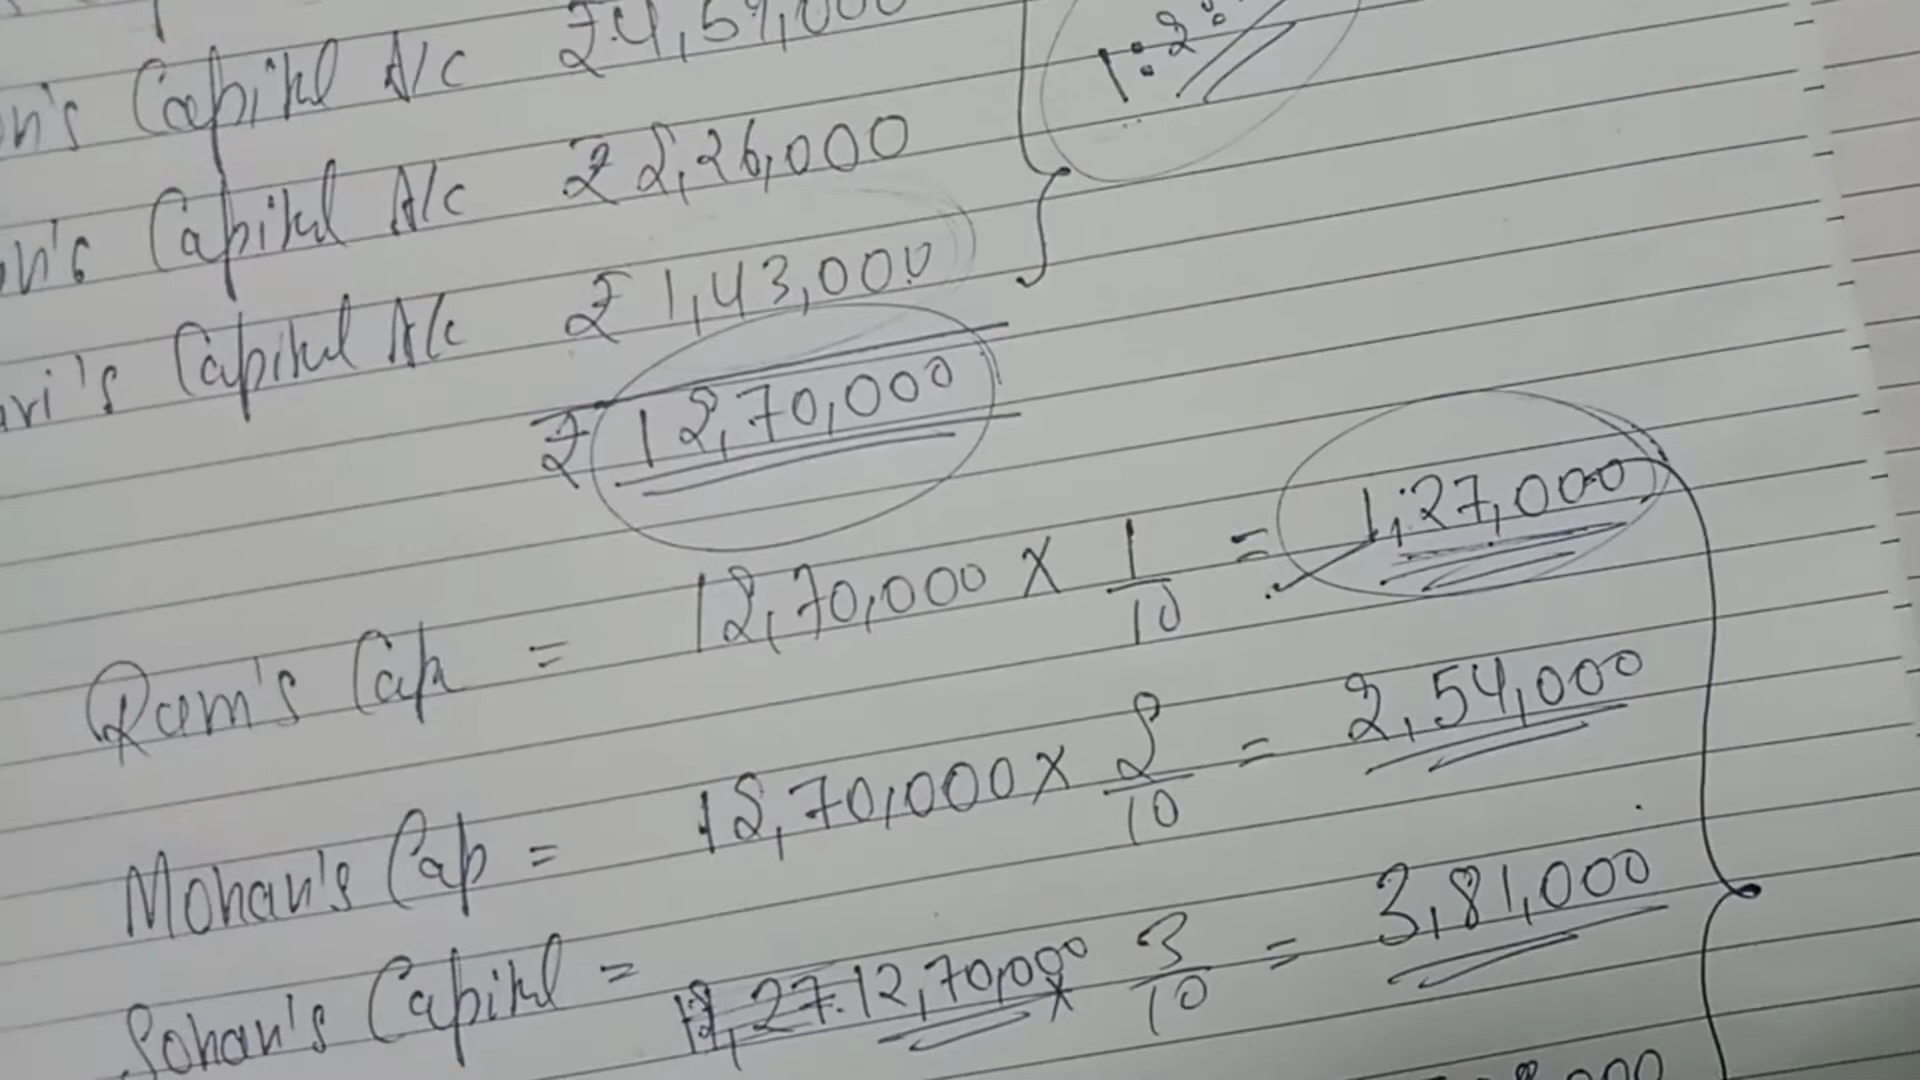 n's Capital A/c ₹4,59,000
1:2:
n's Capital A/c ₹2,26,000
ari's Capital A/c ₹1,43,000
₹12,70,000
Ram's Cap = 12,70,000 × 1/10 = 1,27,000
Mohan's Cap = 12,70,000 × 2/10 = 2,54,000
Sohan's Capital = 12,70,000 × 3/10 = 3,81,000